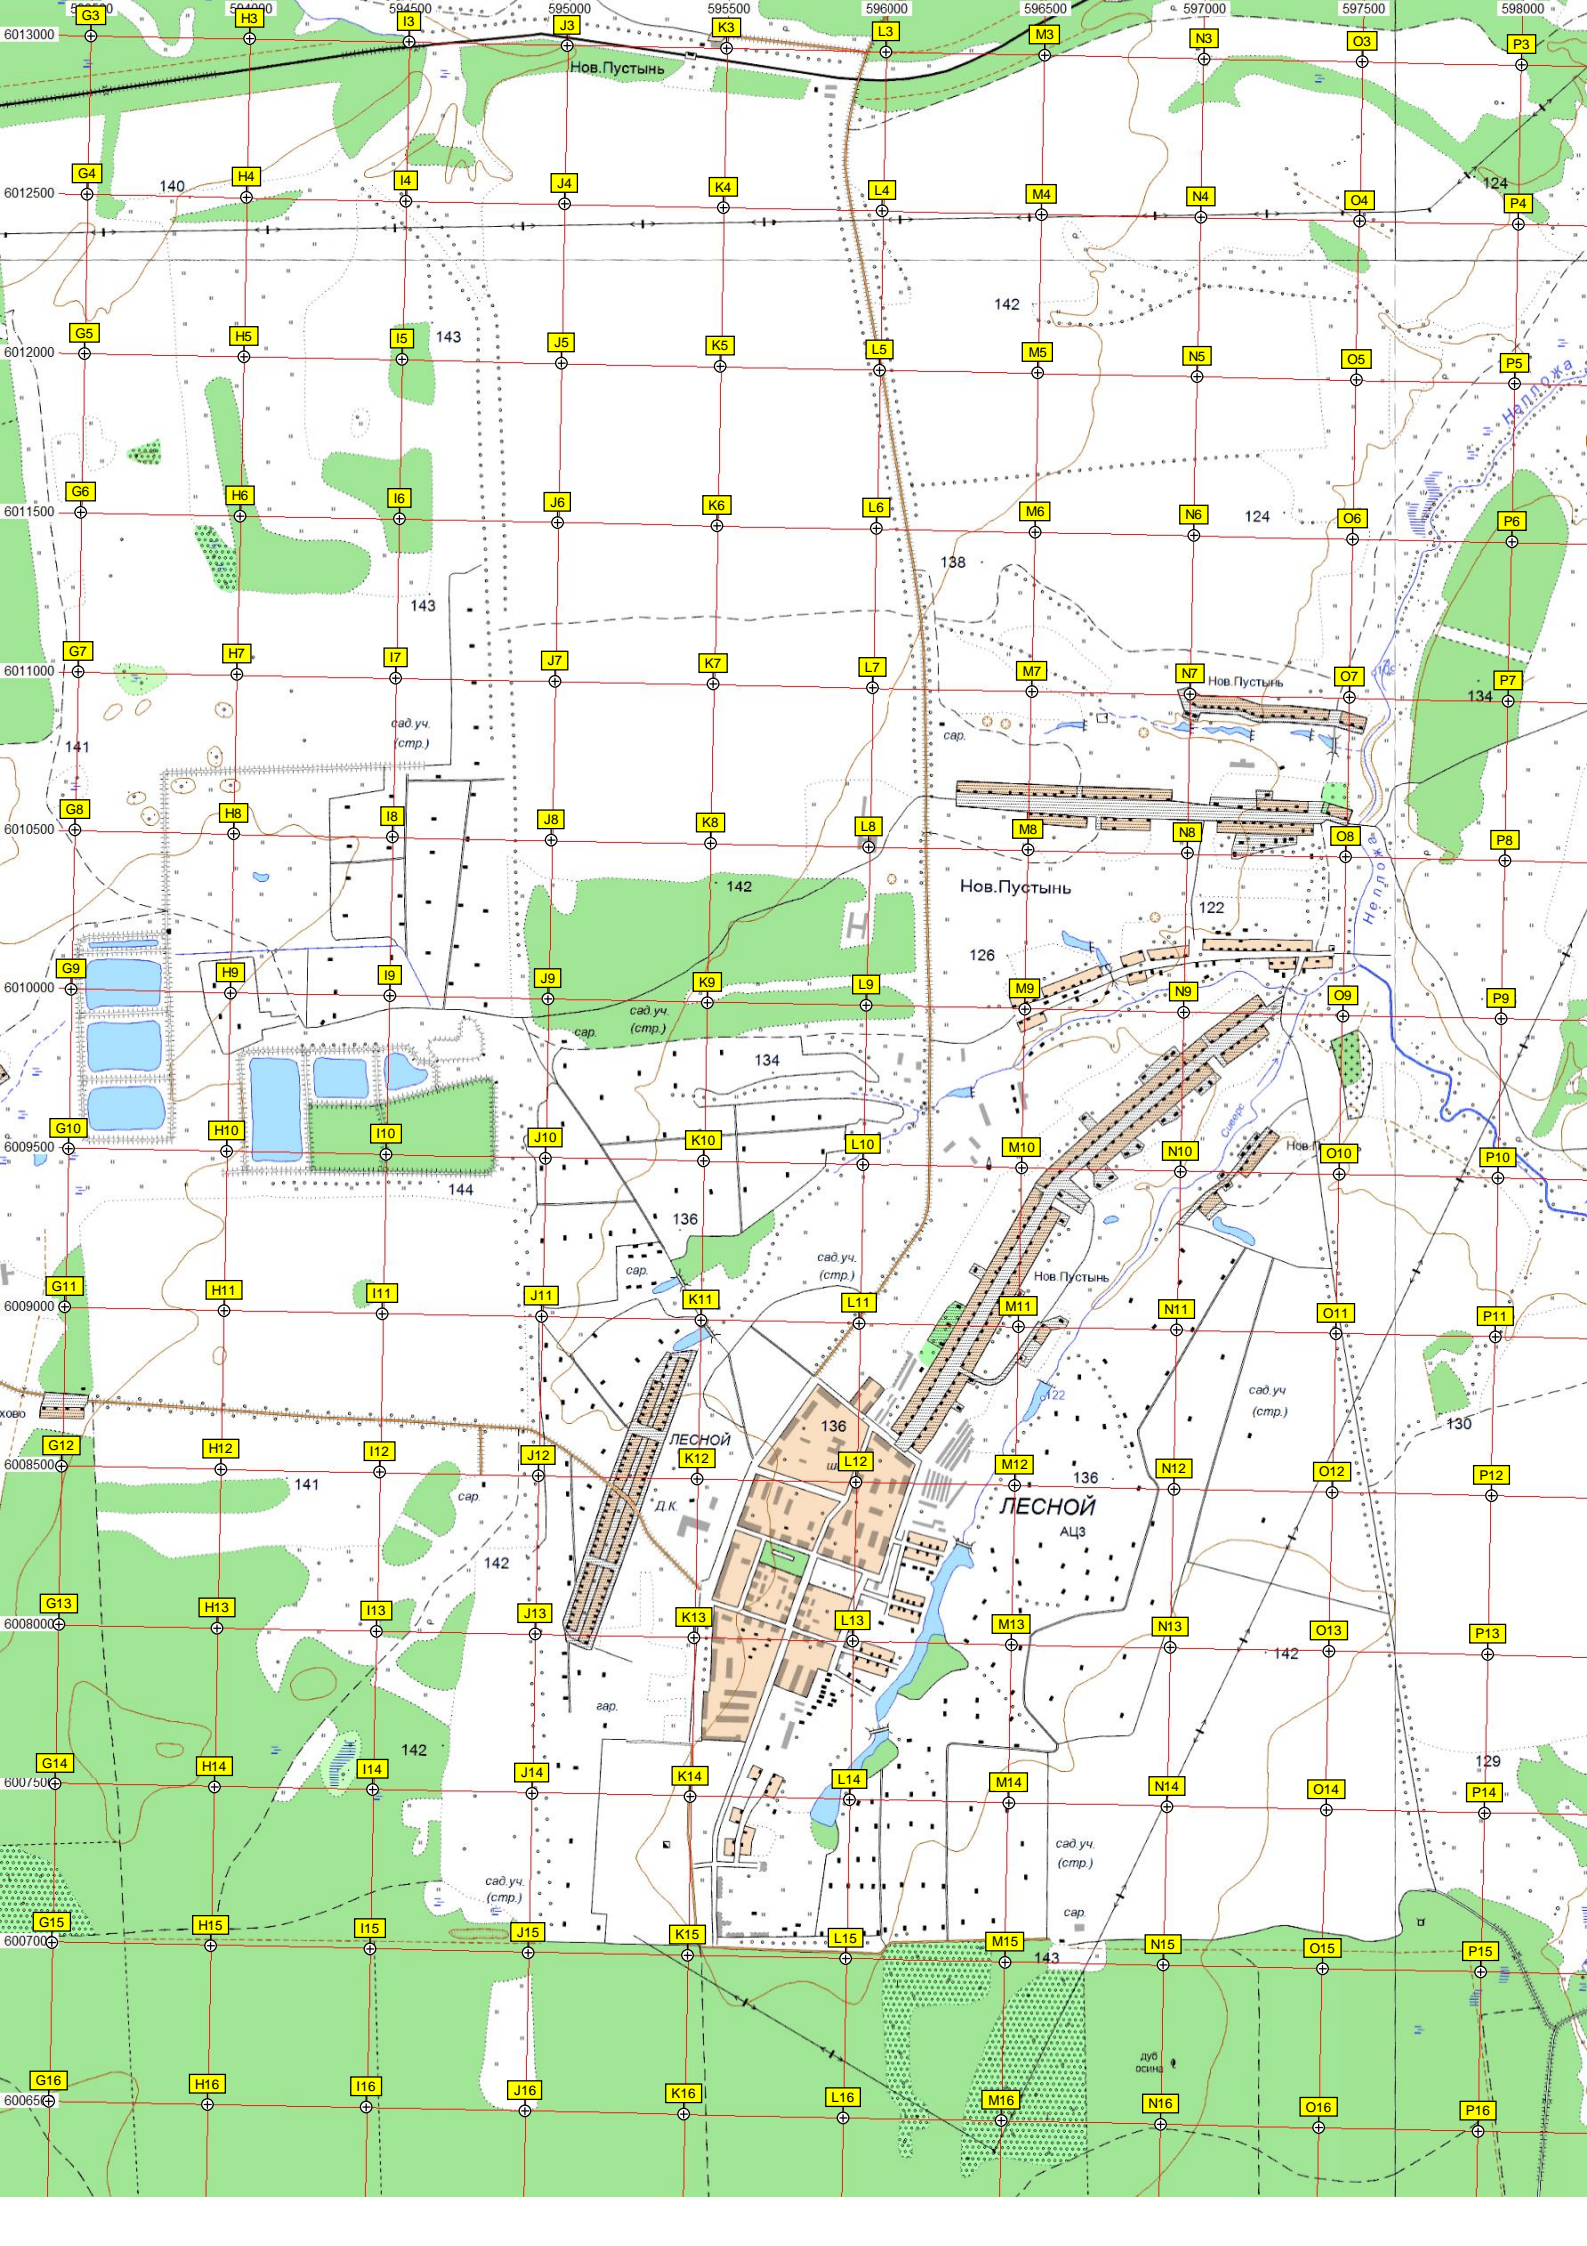 594500 595000 595500 596000 596500 597000 597500 598000
G3 H3 I3 J3 K3 L3 M3 N3 O3 P3
6013000
Нов.Пустынь
G4 H4 I4 J4 K4 L4 M4 N4 O4 P4
6012500
140
124
142
G5 H5 I5 J5 K5 L5 M5 N5 O5 P5
6012000
143
Непложа
G6 H6 I6 J6 K6 L6 M6 N6 O6 P6
6011500
124
138
143
G7 H7 I7 J7 K7 L7 M7 N7 O7 P7
6011000
Нов.Пустынь
134
сад.уч.
(стр.)
сар.
141
G8 H8 I8 J8 K8 L8 M8 N8 O8 P8
6010500
142
Нов.Пустынь
122
126
G9 H9 I9 J9 K9 L9 M9 N9 O9 P9
6010000
сад.уч.
(стр.)
сар.
134
G10 H10 I10 J10 K10 L10 M10 N10 O10 P10
6009500
144
136
сад.уч.
(стр.)
сар.
Нов.Пустынь
G11 H11 I11 J11 K11 L11 M11 N11 O11 P11
6009000
122
сад.уч
(стр.)
хово
136
130
ЛЕСНОЙ
G12 H12 I12 J12 K12 L12 M12 N12 O12 P12
6008500
141
сар.
Д.К.
136
ЛЕСНОЙ
АЦЗ
142
G13 H13 I13 J13 K13 L13 M13 N13 O13 P13
6008000
142
гар.
142
129
G14 H14 I14 J14 K14 L14 M14 N14 O14 P14
сад.уч.
(стр.)
сад.уч.
(стр.)
сар.
G15 H15 I15 J15 K15 L15 M15 N15 O15 P15
143
дуб
осина
G16 H16 I16 J16 K16 L16 M16 N16 O16 P16